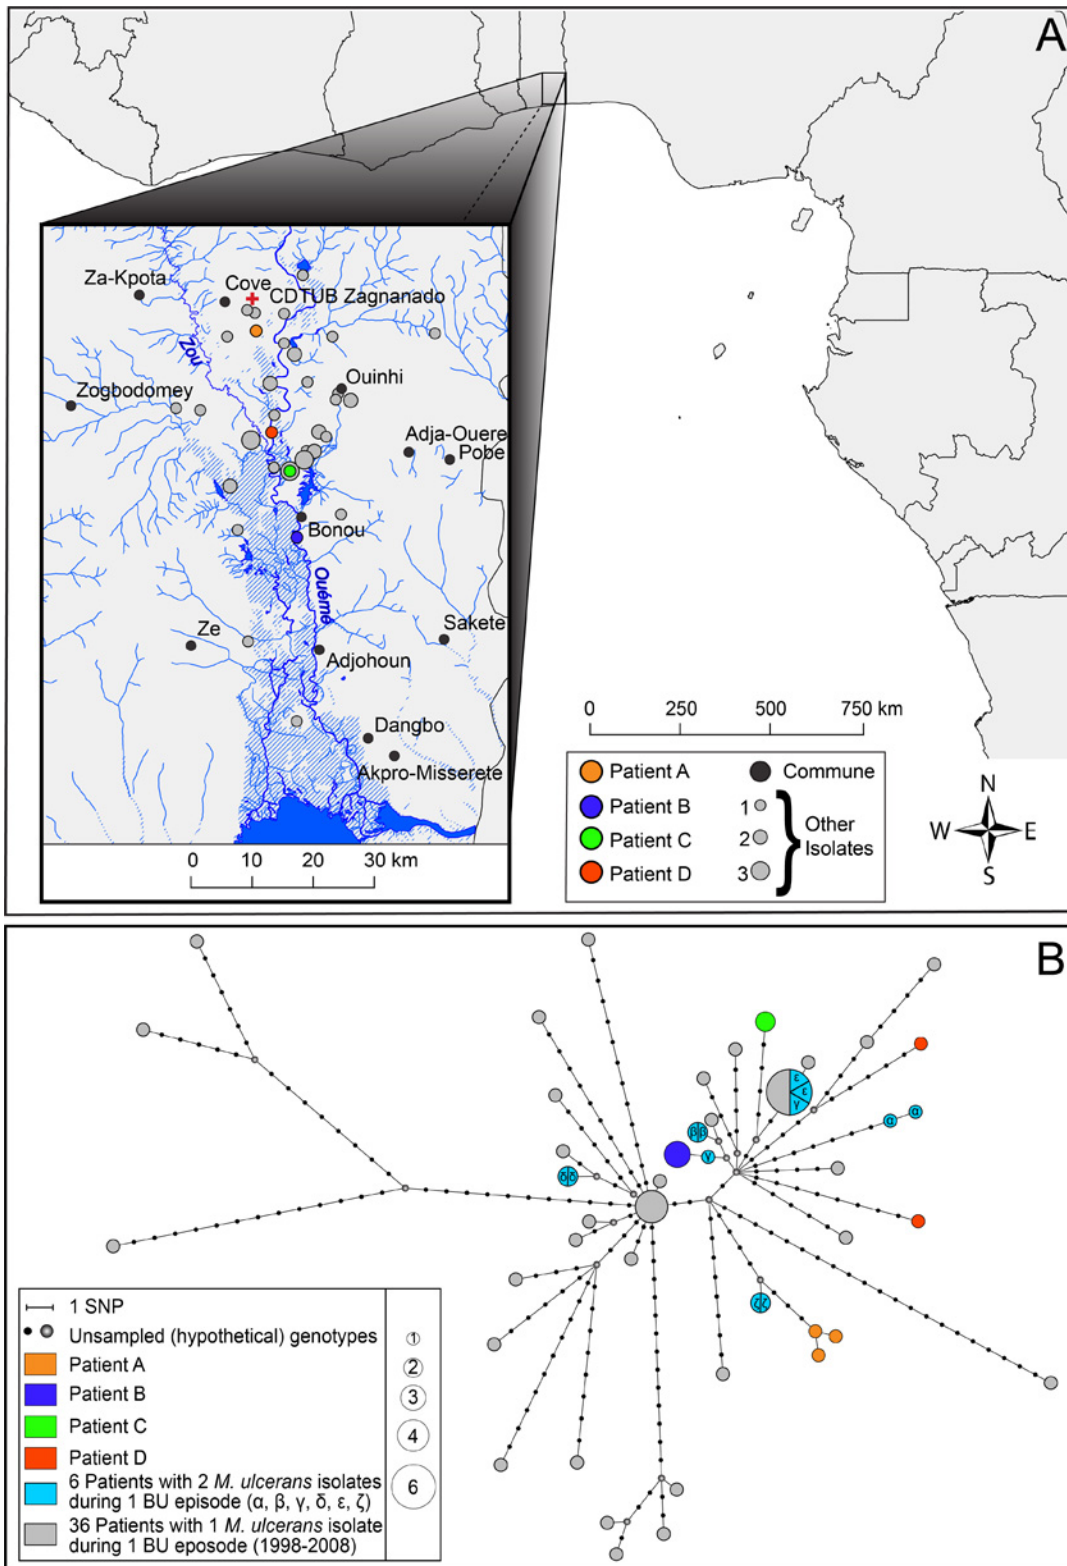 A
Za-Kpota
Cove
CDTUB Zagnanado
Zou
Zogbodomey
Ouinhi
Adja-Ouere
Pobe
Bonou
Ouémé
Ze
Sakete
Adjohoun
Dangbo
Akpro-Misserete
0 10 20 30 km
0 250 500 750 km
Patient A
Patient B
Patient C
Patient D
Commune
1
2
3
Other
Isolates
N
W E
S
B
ε
ε
γ
α α
ββ
γ
δδ
ζζ
1 SNP
Unsampled (hypothetical) genotypes
Patient A
Patient B
Patient C
Patient D
6 Patients with 2 M. ulcerans isolates
during 1 BU episode (α, β, γ, δ, ε, ζ)
36 Patients with 1 M. ulcerans isolate
during 1 BU eposode (1998-2008)
1
2
3
4
6